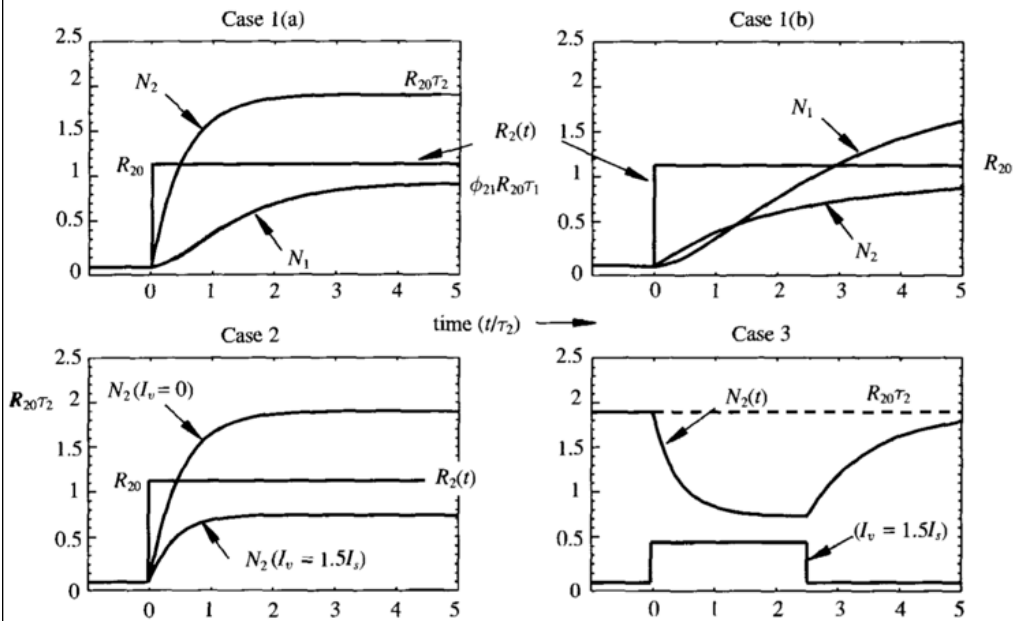 Case 1(a)
2.5
2
1.5
1
0.5
0
N₂
R₂₀τ₂
R₂₀
R₂(t)
ϕ₂₁R₂₀τ₁
N₁
0 1 2 3 4 5
Case 1(b)
2.5
2
1.5
1
0.5
0
N₁
R₂₀
N₂
0 1 2 3 4 5
time (t/τ₂)
Case 2
2.5
R₂₀τ₂ 2
1.5
1
0.5
0
N₂ (Iᵥ = 0)
R₂₀
R₂(t)
N₂ (Iᵥ = 1.5Iₛ)
0 1 2 3 4 5
Case 3
2.5
2
1.5
1
0.5
0
N₂(t)
R₂₀τ₂
(Iᵥ = 1.5Iₛ)
0 1 2 3 4 5